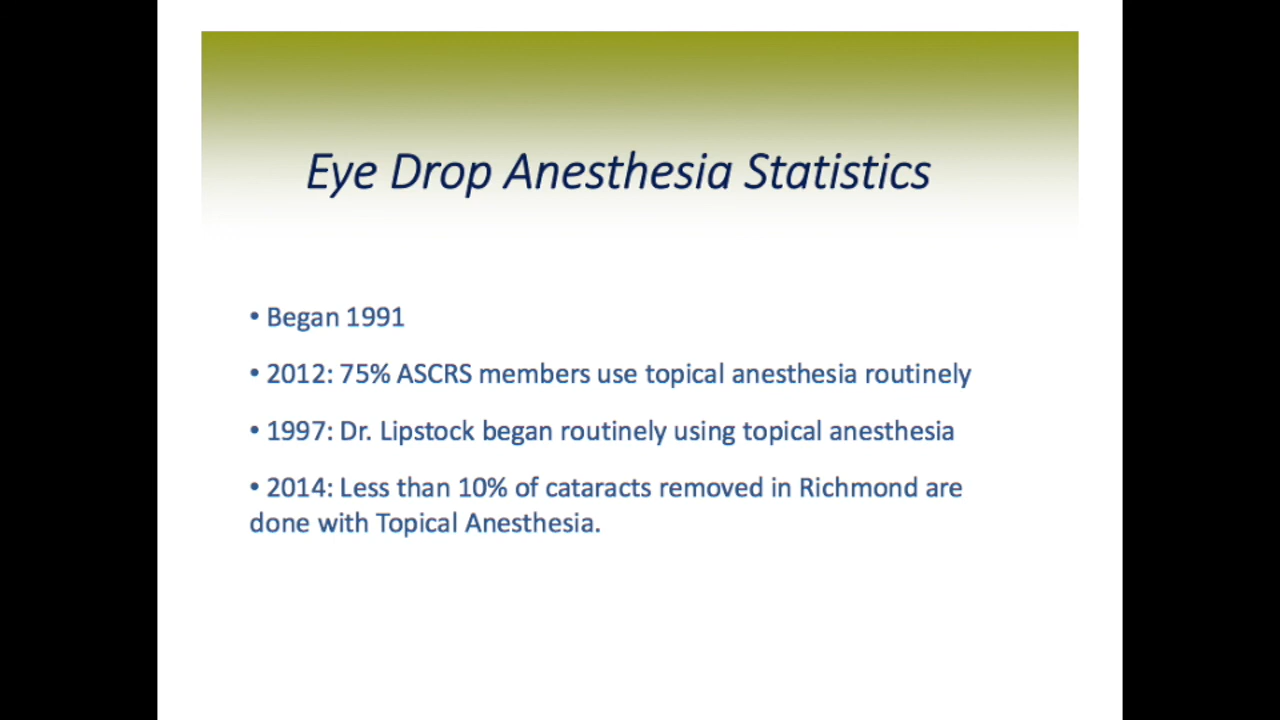 Eye Drop Anesthesia Statistics
• Began 1991
• 2012: 75% ASCRS members use topical anesthesia routinely
• 1997: Dr. Lipstock began routinely using topical anesthesia
• 2014: Less than 10% of cataracts removed in Richmond are
done with Topical Anesthesia.